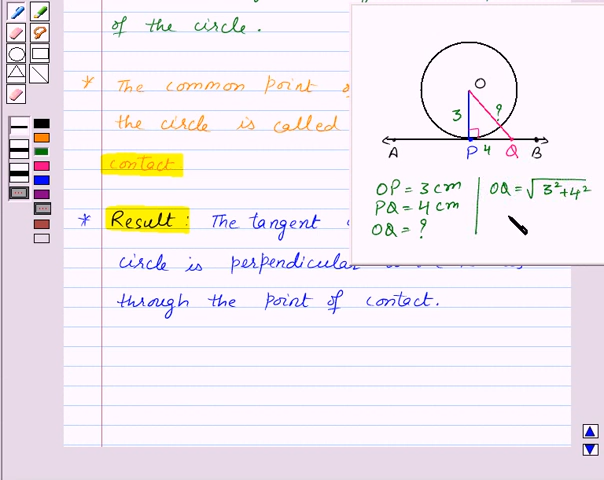 of the circle.
* The common point o
the circle is called
contact
* Result: The tangent
circle is perpendicular
through the point of contact.
O
3 ?
A P 4 Q B
OP = 3 cm
PQ = 4 cm
OQ = ?
OQ = √3²+4²